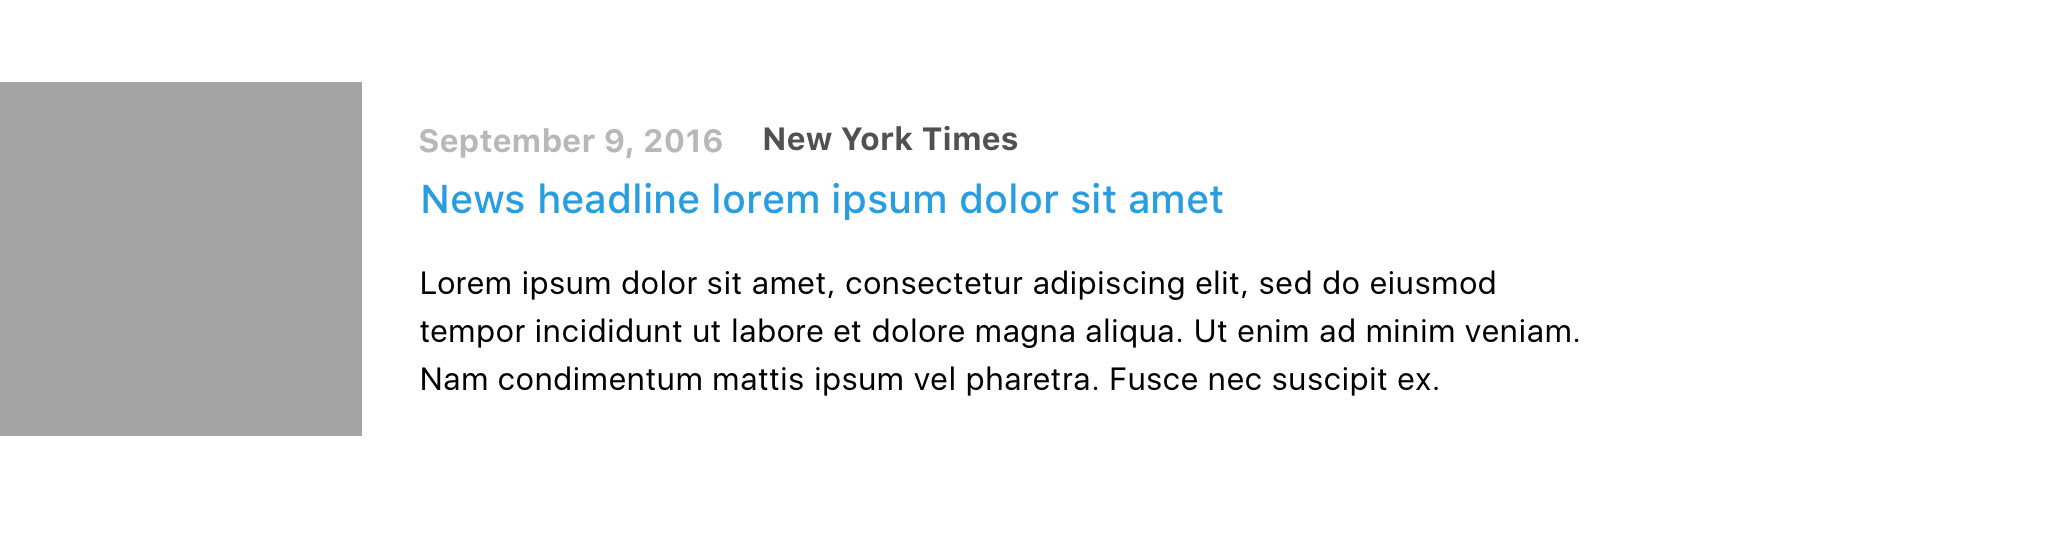 September 9, 2016 New York Times
News headline lorem ipsum dolor sit amet
Lorem ipsum dolor sit amet, consectetur adipiscing elit, sed do eiusmod
tempor incididunt ut labore et dolore magna aliqua. Ut enim ad minim veniam.
Nam condimentum mattis ipsum vel pharetra. Fusce nec suscipit ex.